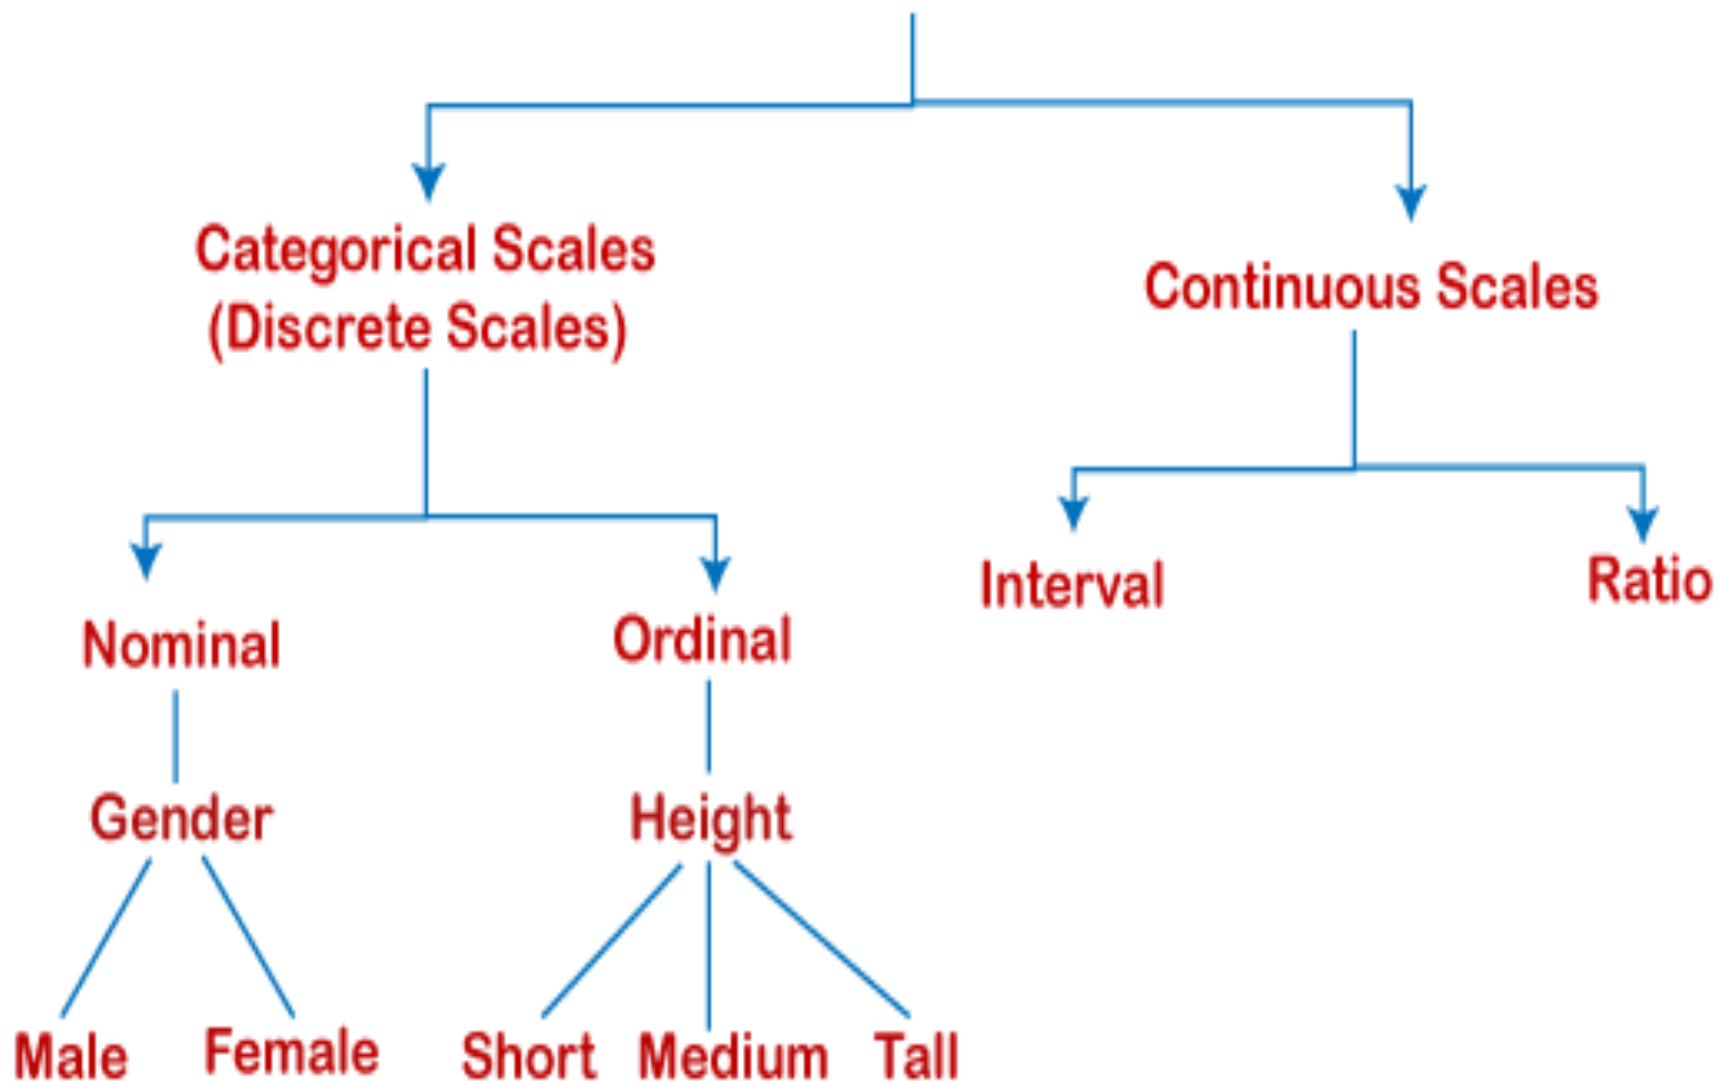 Categorical Scales
(Discrete Scales)
Continuous Scales
Nominal
Ordinal
Interval
Ratio
Gender
Height
Male
Female
Short
Medium
Tall